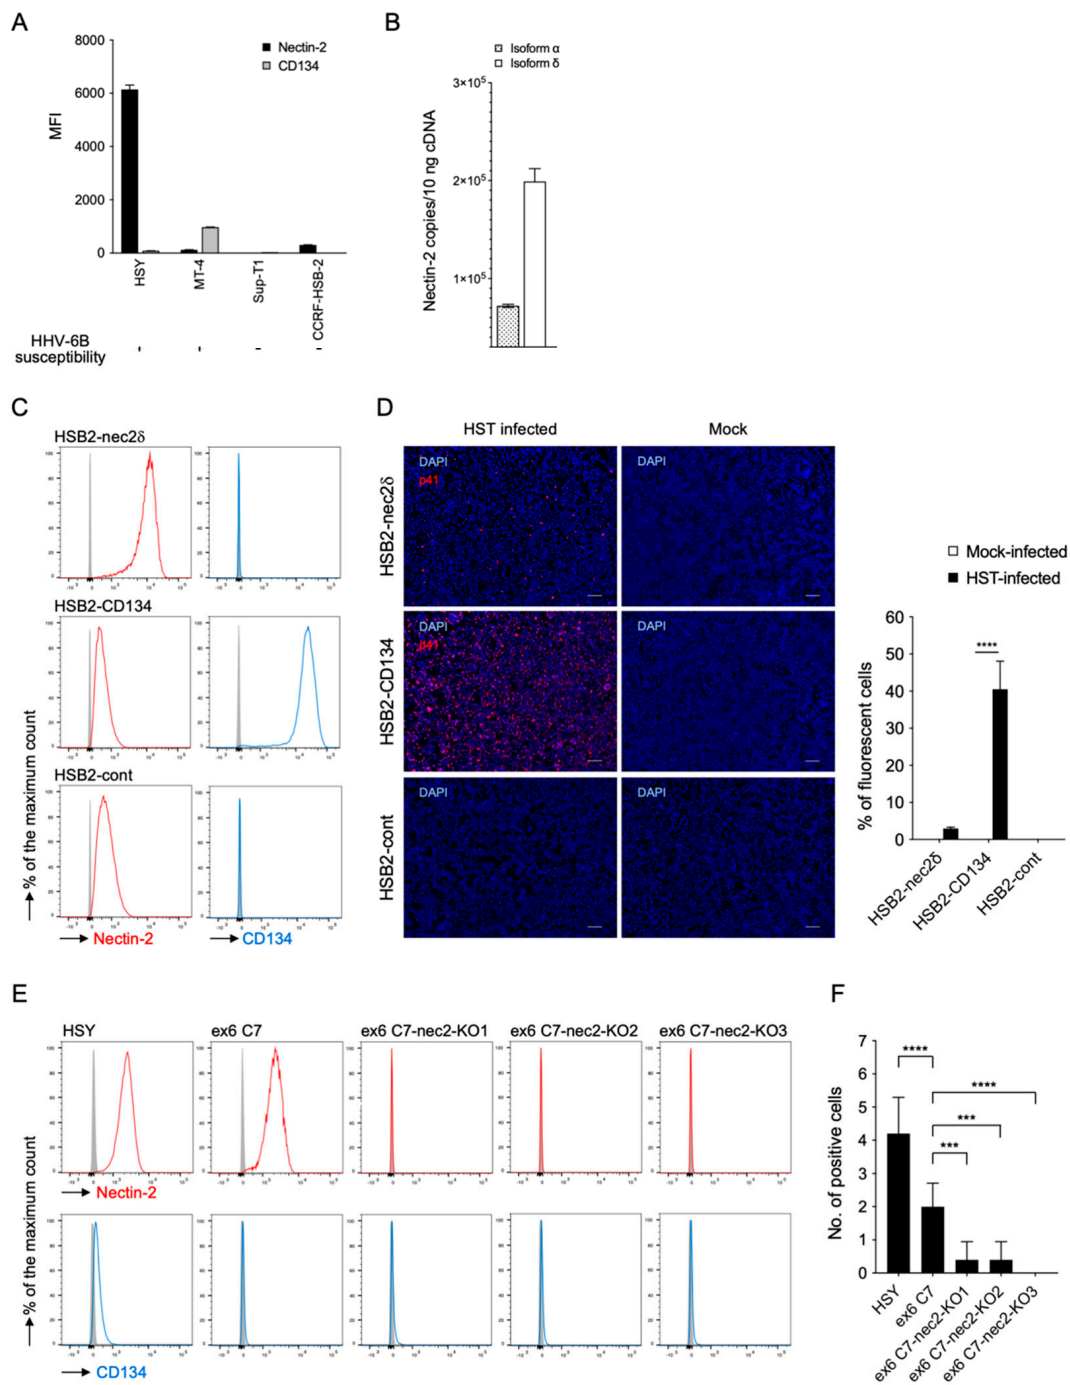 A
8000
6000
4000
2000
0
MFI
Nectin-2
CD134
HSY
MT-4
Sup-T1
CCRF-HSB-2
HHV-6B
susceptibility
+ + - -
B
Isoform α
Isoform δ
3×10⁵
2×10⁵
1×10⁵
Nectin-2 copies/10 ng cDNA
C
HSB2-nec2δ
HSB2-CD134
HSB2-cont
% of the maximum count
Nectin-2
CD134
D
HST infected
Mock
HSB2-nec2δ
DAPI
p41
DAPI
HSB2-CD134
DAPI
p41
DAPI
HSB2-cont
DAPI
DAPI
Mock-infected
HST-infected
60
50
40
30
20
10
0
% of fluorescent cells
****
HSB2-nec2δ
HSB2-CD134
HSB2-cont
E
HSY
ex6 C7
ex6 C7-nec2-KO1
ex6 C7-nec2-KO2
ex6 C7-nec2-KO3
% of the maximum count
Nectin-2
CD134
F
7
6
5
4
3
2
1
0
No. of positive cells
****
****
***
***
HSY
ex6 C7
ex6 C7-nec2-KO1
ex6 C7-nec2-KO2
ex6 C7-nec2-KO3